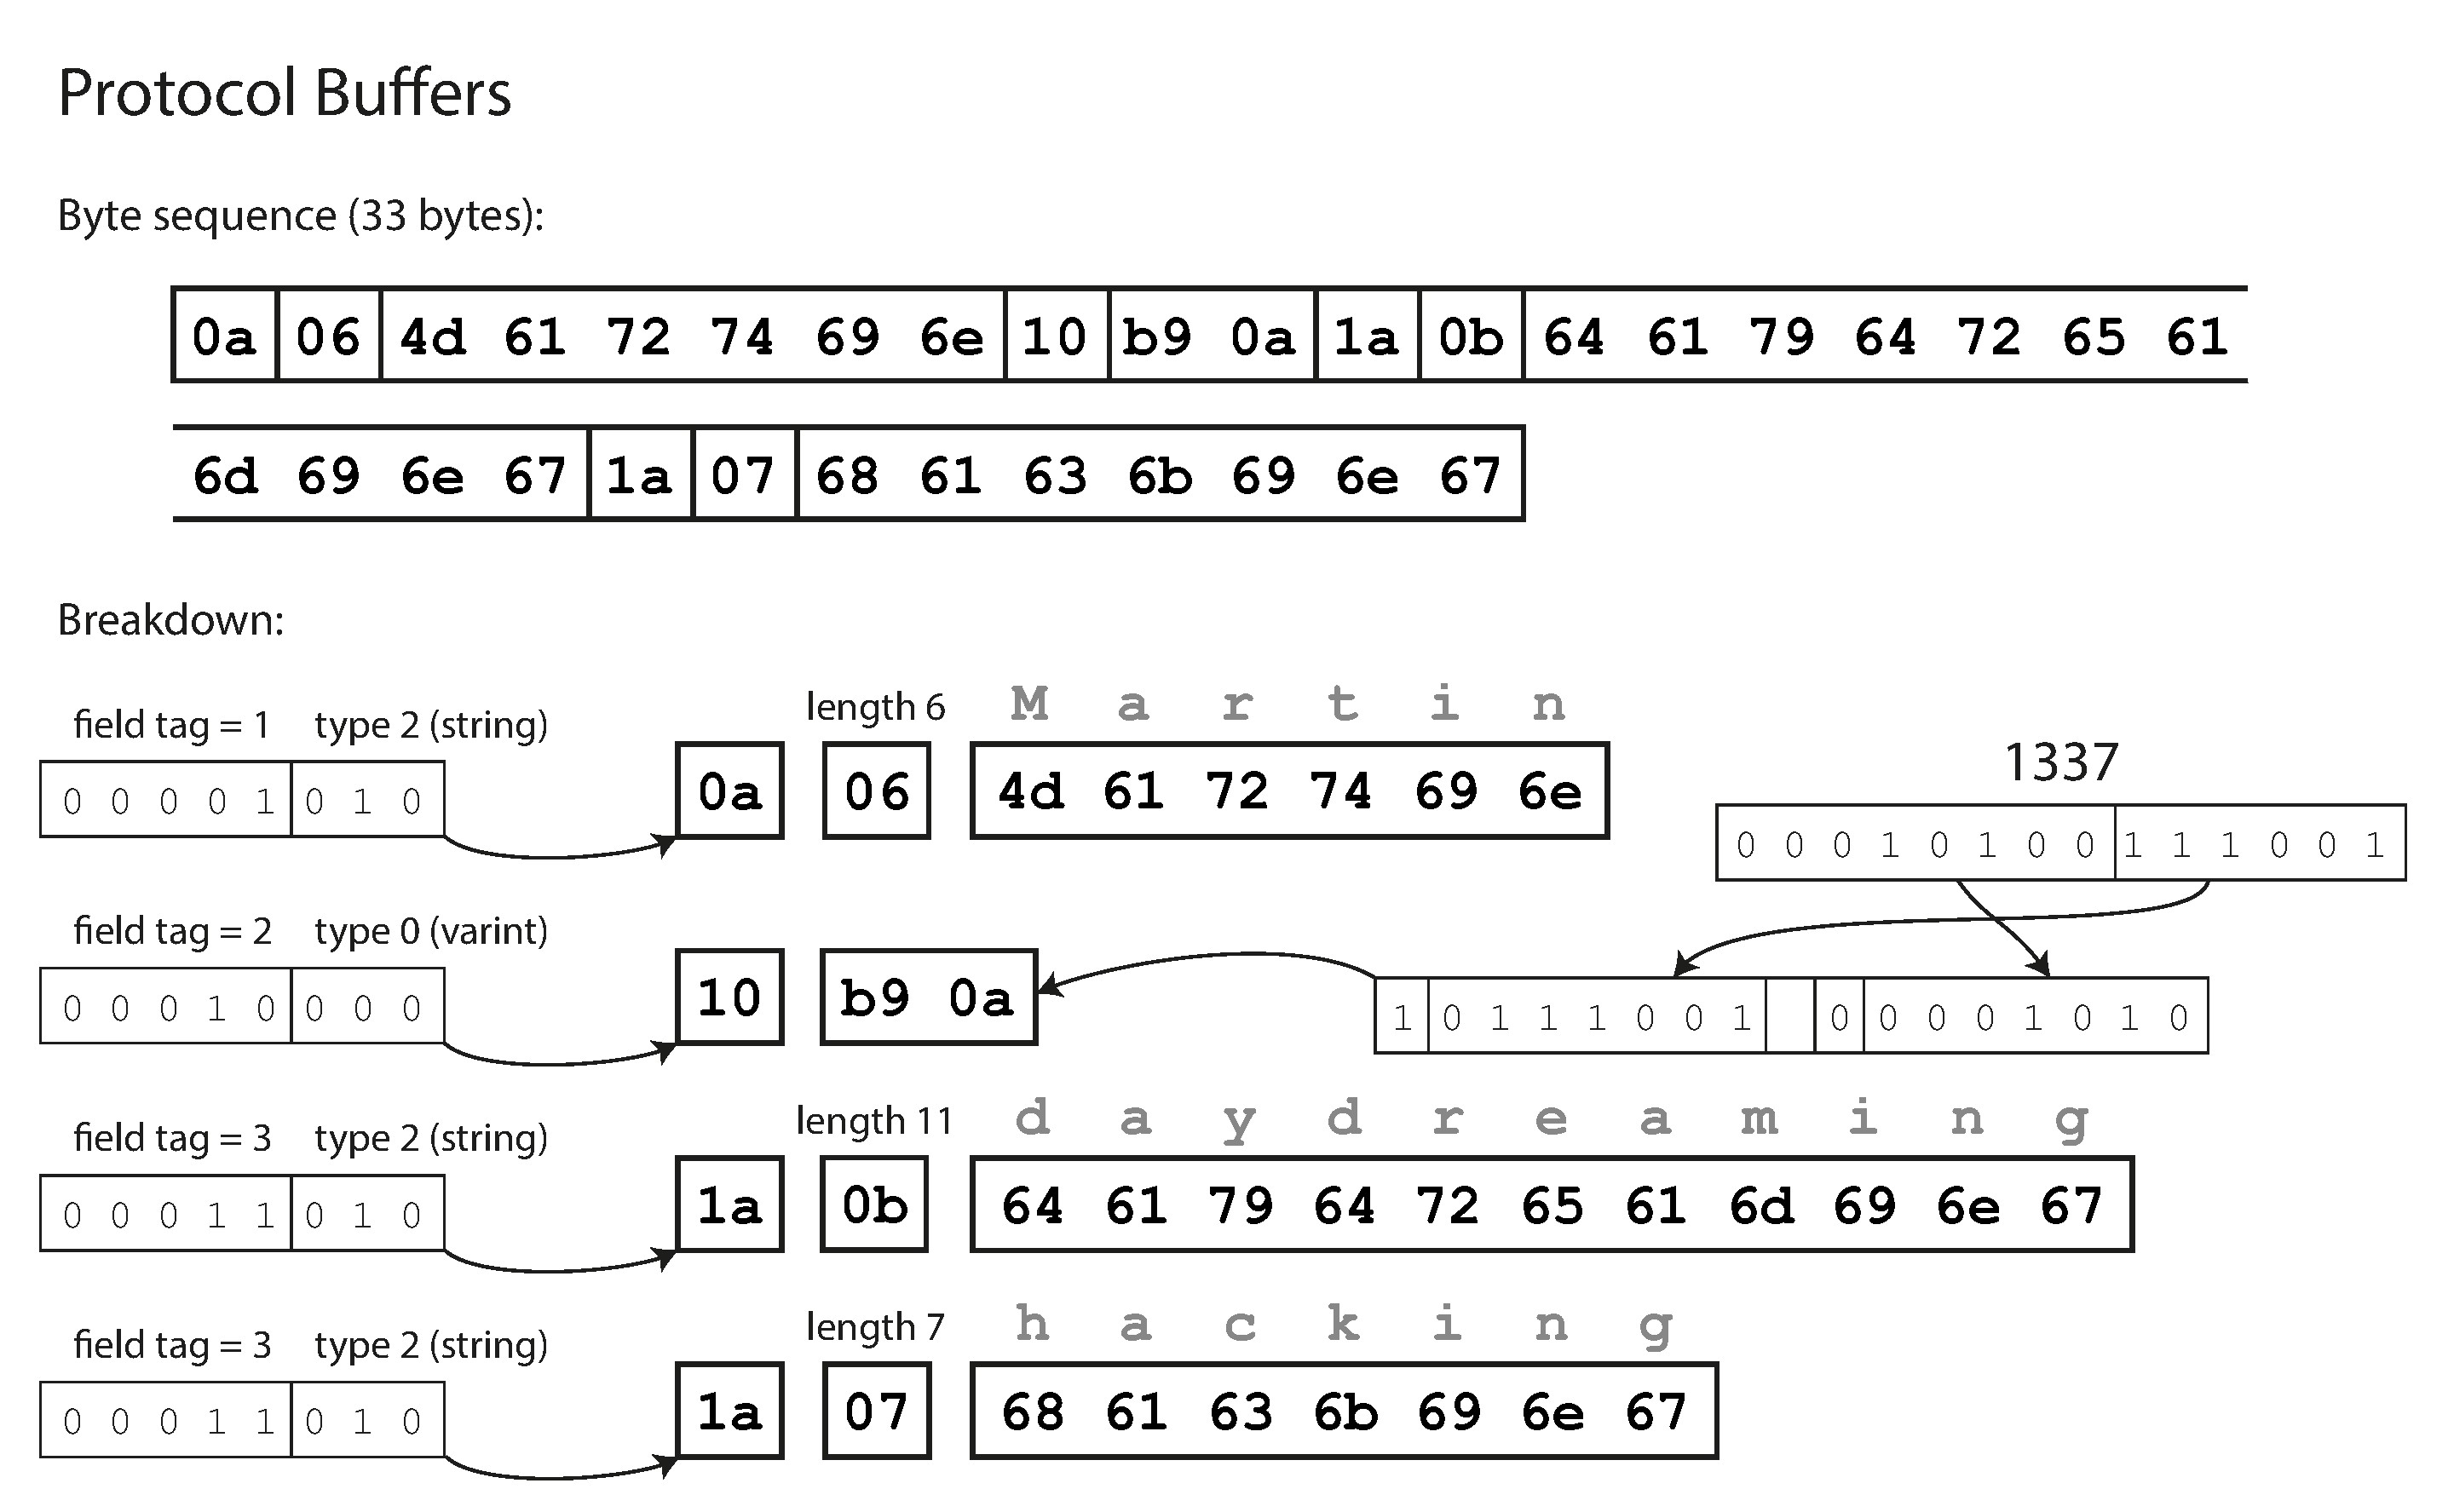 Protocol Buffers
Byte sequence (33 bytes):
0a 06 4d 61 72 74 69 6e 10 b9 0a 1a 0b 64 61 79 64 72 65 61
6d 69 6e 67 1a 07 68 61 63 6b 69 6e 67
Breakdown:
field tag = 1 type 2 (string) length 6 M a r t i n
0 0 0 0 1 0 1 0 0a 06 4d 61 72 74 69 6e
1337
0 0 0 1 0 1 0 0 1 1 1 0 0 1
field tag = 2 type 0 (varint)
0 0 0 1 0 0 0 0 10 b9 0a 1 0 1 1 1 0 0 1 0 0 0 0 1 0 1 0
field tag = 3 type 2 (string) length 11 d a y d r e a m i n g
0 0 0 1 1 0 1 0 1a 0b 64 61 79 64 72 65 61 6d 69 6e 67
field tag = 3 type 2 (string) length 7 h a c k i n g
0 0 0 1 1 0 1 0 1a 07 68 61 63 6b 69 6e 67